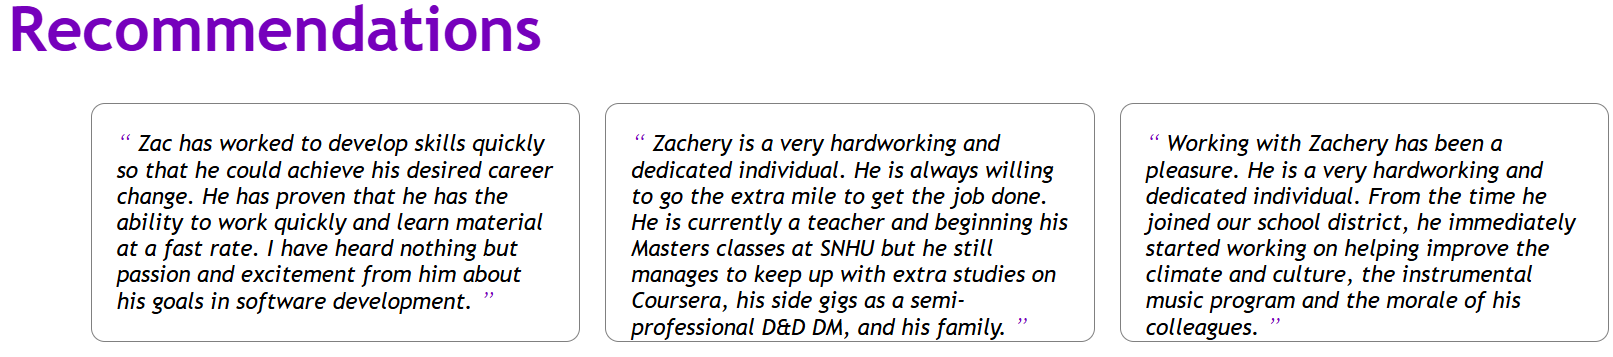 Recommendations
“ Zac has worked to develop skills quickly
so that he could achieve his desired career
change. He has proven that he has the
ability to work quickly and learn material
at a fast rate. I have heard nothing but
passion and excitement from him about
his goals in software development. ”
“ Zachery is a very hardworking and
dedicated individual. He is always willing
to go the extra mile to get the job done.
He is currently a teacher and beginning his
Masters classes at SNHU but he still
manages to keep up with extra studies on
Coursera, his side gigs as a semi-
professional D&D DM, and his family. ”
“ Working with Zachery has been a
pleasure. He is a very hardworking and
dedicated individual. From the time he
joined our school district, he immediately
started working on helping improve the
climate and culture, the instrumental
music program and the morale of his
colleagues. ”